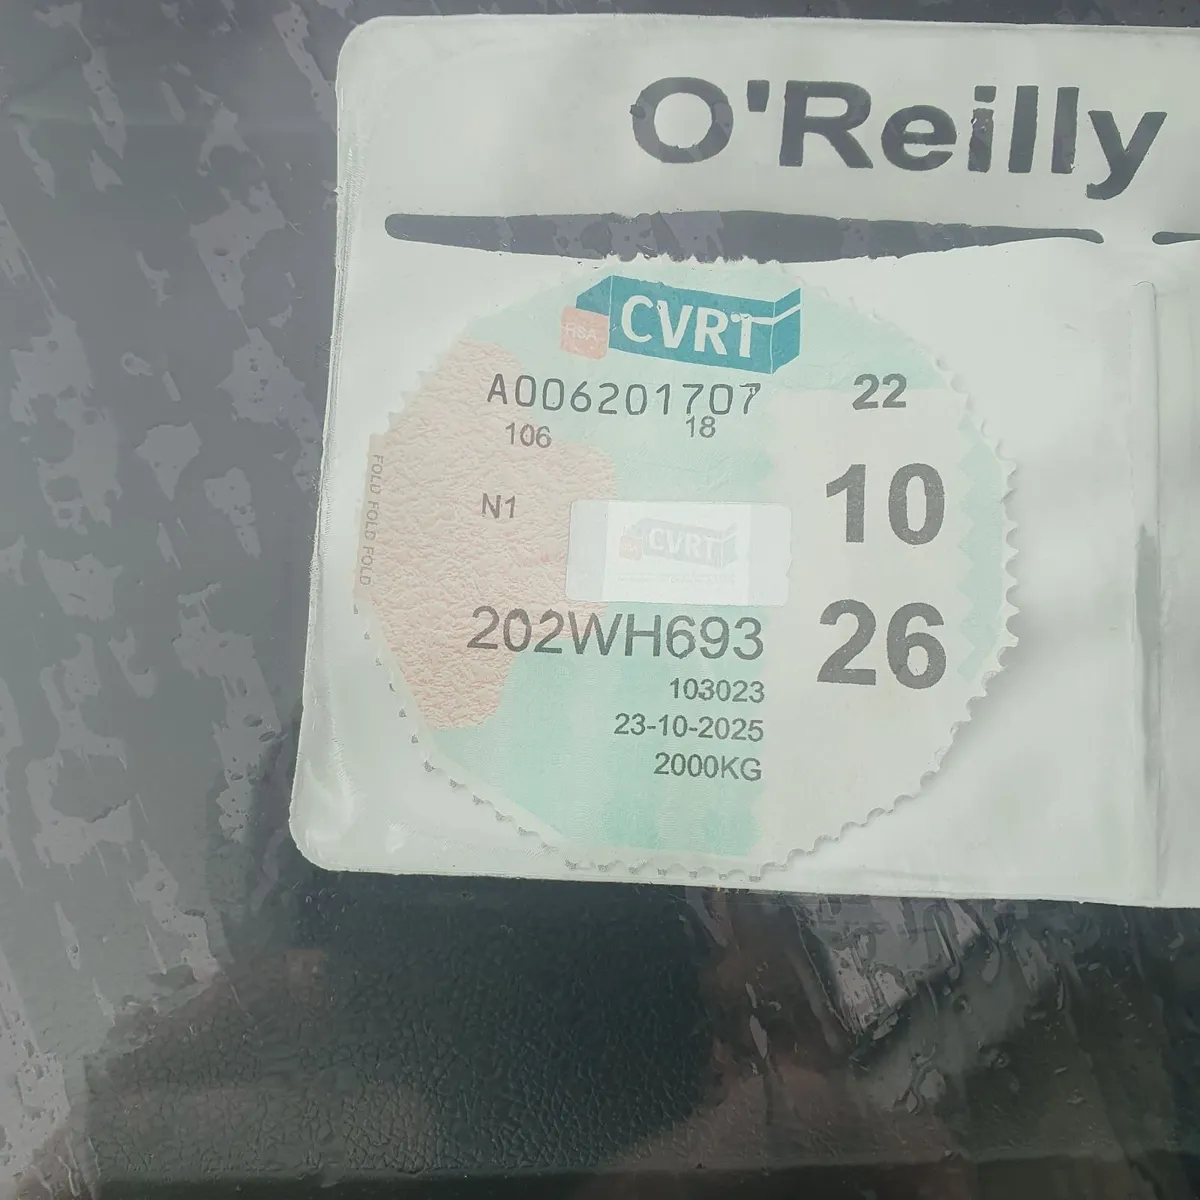 O'Reilly
RSA CVRT
A006201707
22
106
18
10
N1
FOLD FOLD FOLD
CVRT
202WH693
26
103023
23-10-2025
2000KG